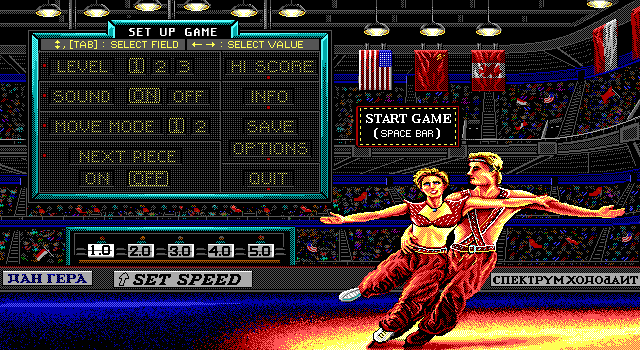 SET UP GAME
↕,[TAB]: SELECT FIELD ←→: SELECT VALUE
LEVEL 1 2 3 HI SCORE
SOUND ON OFF INFO
MOVE MODE 1 2 SAVE OPTIONS
NEXT PIECE
ON OFF QUIT
START GAME
(SPACE BAR)
1.0 2.0 3.0 4.0 5.0
ДАН ГЕРА
⇧ SET SPEED
СПЕКТРУМ ХОЛОДАЙТ